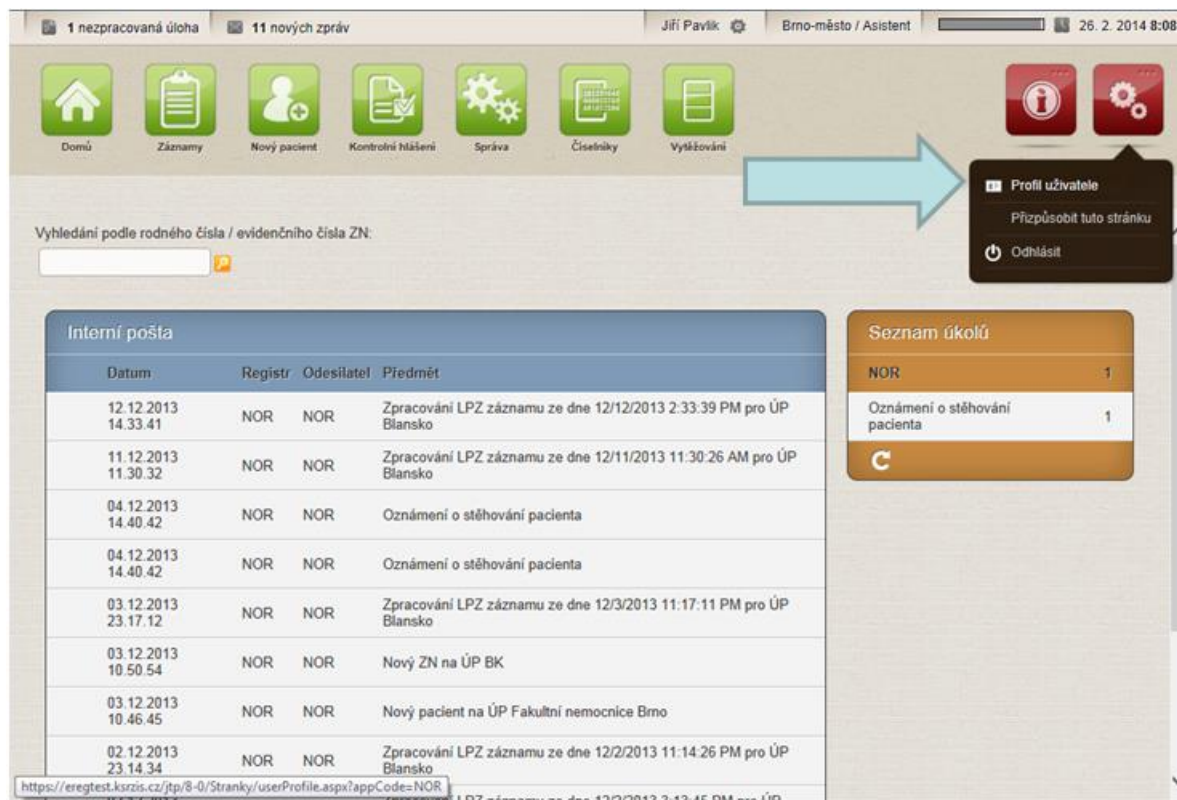 1 nezpracovaná úloha 11 nových zpráv Jiří Pavlík Brno-město / Asistent 26. 2. 2014 8:08
Domů Záznamy Nový pacient Kontrolní hlášení Správa Číselníky Vytěžování
Profil uživatele
Přizpůsobit tuto stránku
Odhlásit
Vyhledání podle rodného čísla / evidenčního čísla ZN:
Interní pošta
Datum Registr Odesílatel Předmět
12.12.2013 14.33.41 NOR NOR Zpracování LPZ záznamu ze dne 12/12/2013 2:33:39 PM pro ÚP Blansko
11.12.2013 11.30.32 NOR NOR Zpracování LPZ záznamu ze dne 12/11/2013 11:30:26 AM pro ÚP Blansko
04.12.2013 14.40.42 NOR NOR Oznámení o stěhování pacienta
04.12.2013 14.40.42 NOR NOR Oznámení o stěhování pacienta
03.12.2013 23.17.12 NOR NOR Zpracování LPZ záznamu ze dne 12/3/2013 11:17:11 PM pro ÚP Blansko
03.12.2013 10.50.54 NOR NOR Nový ZN na ÚP BK
03.12.2013 10.46.45 NOR NOR Nový pacient na ÚP Fakultní nemocnice Brno
02.12.2013 23.14.34 NOR NOR Zpracování LPZ záznamu ze dne 12/2/2013 11:14:26 PM pro ÚP Blansko
Seznam úkolů
NOR 1
Oznámení o stěhování pacienta 1
https://eregtest.ksrzis.cz/jtp/8-0/Stranky/userProfile.aspx?appCode=NOR